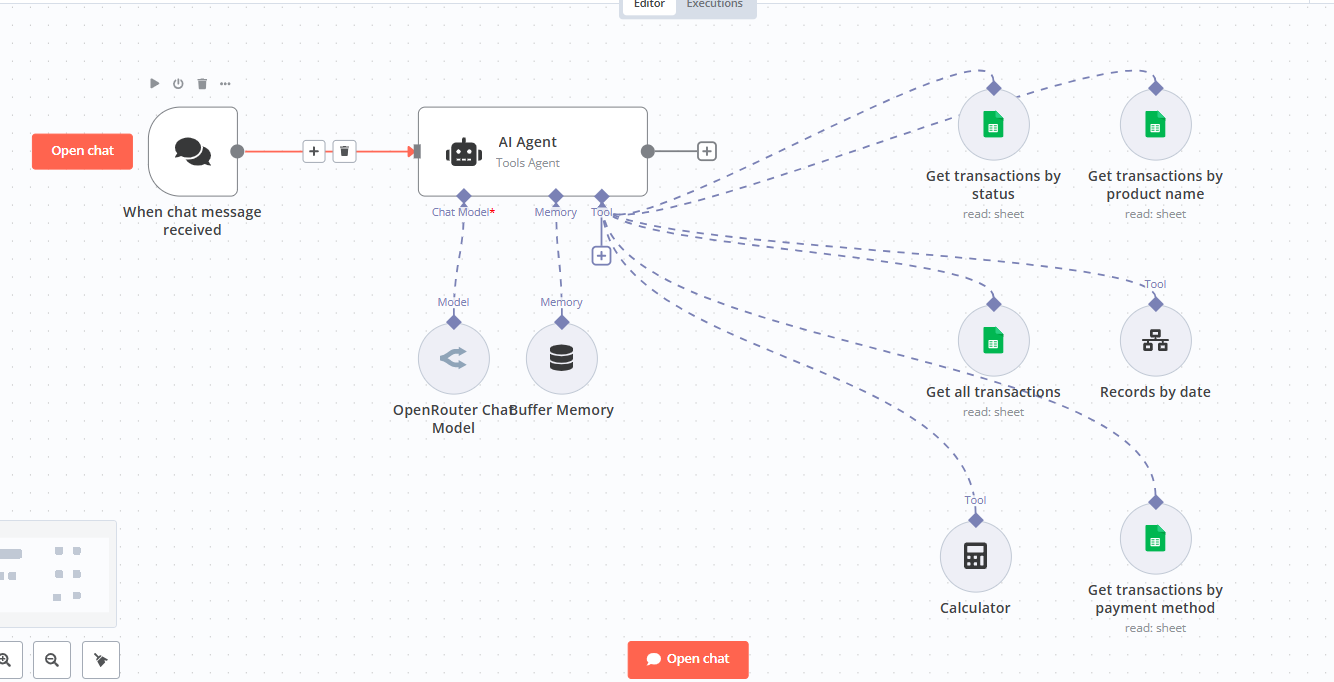 Editor
Executions
Open chat
When chat message
received
AI Agent
Tools Agent
Chat Model*
Memory
Tool
Model
Memory
OpenRouter Chat
Model
Buffer Memory
Get transactions by
status
read: sheet
Get transactions by
product name
read: sheet
Get all transactions
read: sheet
Tool
Records by date
Tool
Calculator
Get transactions by
payment method
read: sheet
Open chat